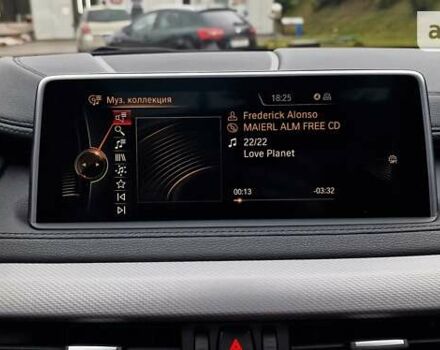 Муз. коллекция
18:25
Frederick Alonso
MAIERL ALM FREE CD
22/22
Love Planet
00:13
-03:32